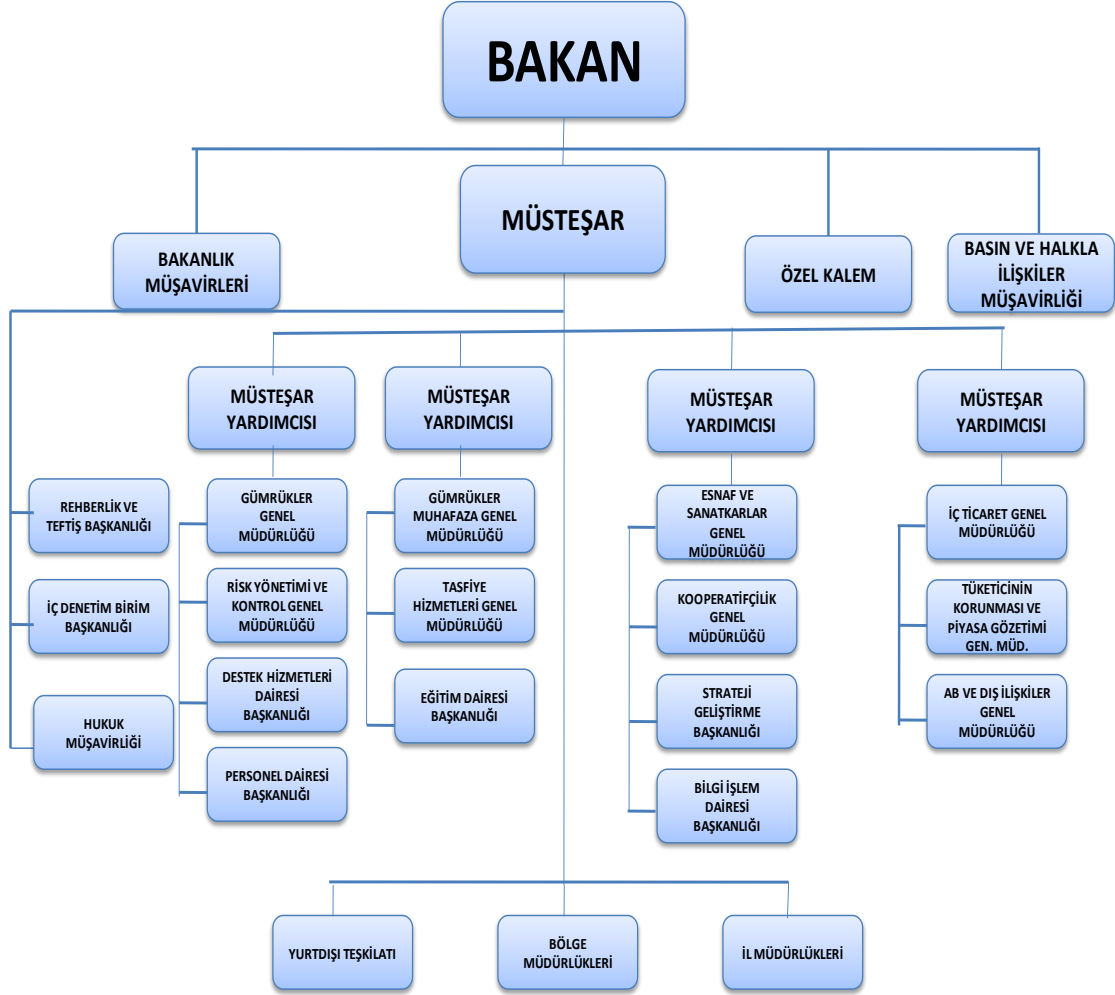 BAKAN
MÜSTEŞAR
BAKANLIK
MÜŞAVİRLERİ
ÖZEL KALEM
BASIN VE HALKLA
İLİŞKİLER
MÜŞAVİRLİĞİ
MÜSTEŞAR
YARDIMCISI
MÜSTEŞAR
YARDIMCISI
MÜSTEŞAR
YARDIMCISI
MÜSTEŞAR
YARDIMCISI
REHBERLİK VE
TEFTİŞ BAŞKANLIĞI
İÇ DENETİM BİRİM
BAŞKANLIĞI
HUKUK
MÜŞAVİRLİĞİ
GÜMRÜKLER
GENEL
MÜDÜRLÜĞÜ
RİSK YÖNETİMİ VE
KONTROL GENEL
MÜDÜRLÜĞÜ
DESTEK HİZMETLERİ
DAİRESİ
BAŞKANLIĞI
PERSONEL DAİRESİ
BAŞKANLIĞI
GÜMRÜKLER
MUHAFAZA GENEL
MÜDÜRLÜĞÜ
TASFİYE
HİZMETLERİ GENEL
MÜDÜRLÜĞÜ
EĞİTİM DAİRESİ
BAŞKANLIĞI
ESNAF VE
SANATKARLAR
GENEL
MÜDÜRLÜĞÜ
KOOPERATİFÇİLİK
GENEL
MÜDÜRLÜĞÜ
STRATEJİ
GELİŞTİRME
BAŞKANLIĞI
BİLGİ İŞLEM
DAİRESİ
BAŞKANLIĞI
İÇ TİCARET GENEL
MÜDÜRLÜĞÜ
TÜKETİCİNİN
KORUNMASI VE
PİYASA GÖZETİMİ
GEN. MÜD.
AB VE DIŞ İLİŞKİLER
GENEL
MÜDÜRLÜĞÜ
YURTDIŞI TEŞKİLATI
BÖLGE
MÜDÜRLÜKLERİ
İL MÜDÜRLÜKLERİ